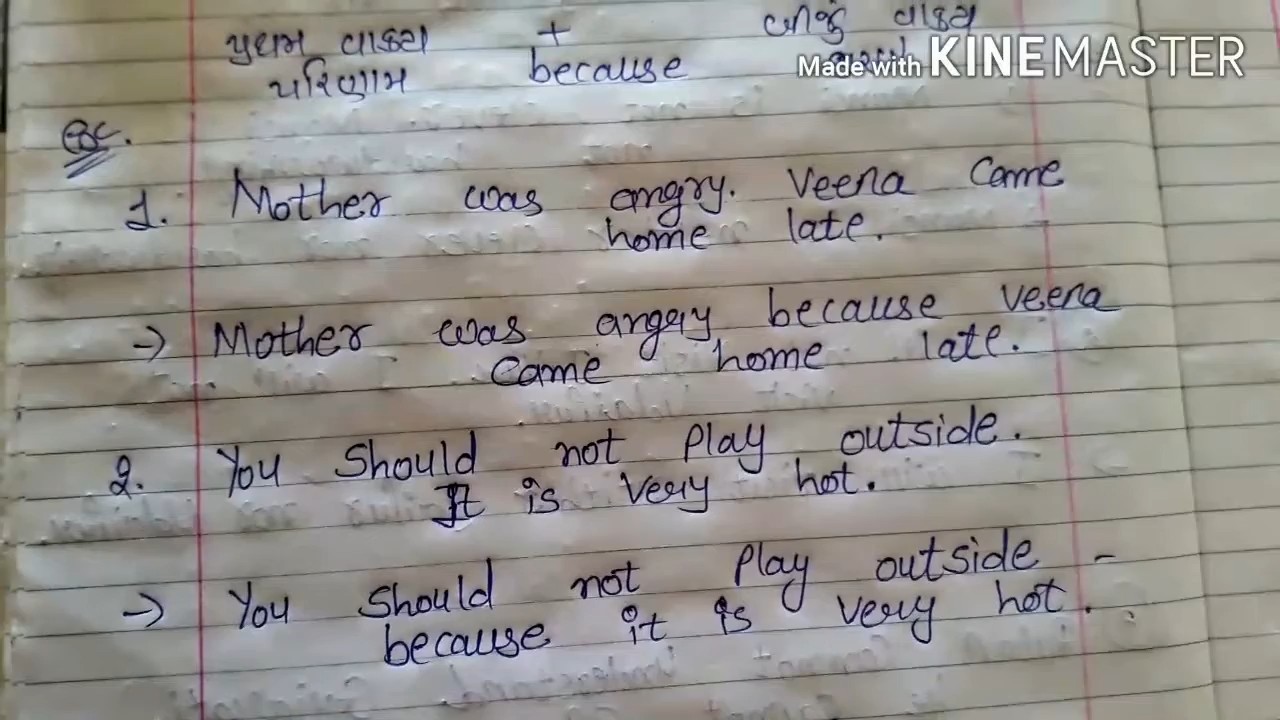 પ્રથમ વાક્ય + બીજું વાક્ય
પરિણામ because
Made with KINEMASTER
Ex.
1. Mother was angry. Veena came
home late.
→ Mother was angry because veena
came home late.
2. You should not play outside.
It is very hot.
→ You should not play outside -
because it is very hot.